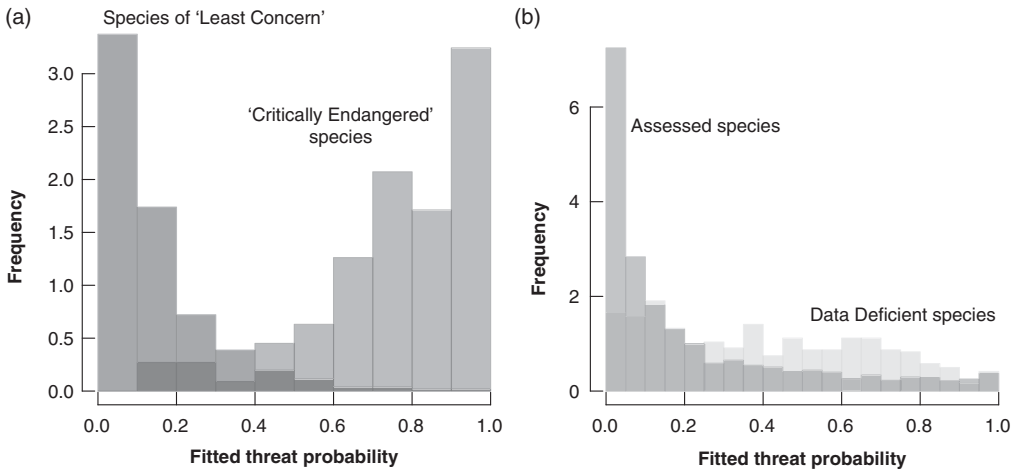 (a)
Species of ‘Least Concern’
‘Critically Endangered’
species
Frequency
3.0
2.5
2.0
1.5
1.0
0.5
0.0
0.0 0.2 0.4 0.6 0.8 1.0
Fitted threat probability
(b)
Assessed species
Data Deficient species
Frequency
6
4
2
0
0.0 0.2 0.4 0.6 0.8 1.0
Fitted threat probability